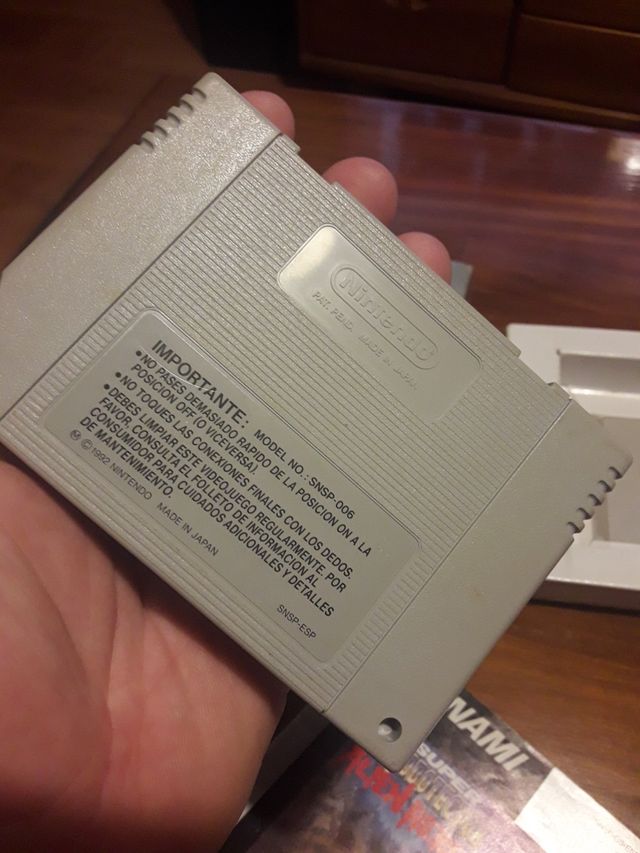 Nintendo
PAT. PEND. MADE IN JAPAN
IMPORTANTE: MODEL NO.: SNSP-006
•NO PASES DEMASIADO RAPIDO DE LA POSICION ON A LA
POSICION OFF (O VICEVERSA).
•NO TOQUES LAS CONEXIONES FINALES CON LOS DEDOS.
•DEBES LIMPIAR ESTE VIDEOJUEGO REGULARMENTE POR
FAVOR, CONSULTA EL FOLLETO DE INFORMACION AL
CONSUMIDOR PARA CUIDADOS ADICIONALES Y DETALLES
DE MANTENIMIENTO.
Ⓜ © 1992 NINTENDO MADE IN JAPAN
SNSP-ESP
NAMI
SUPER